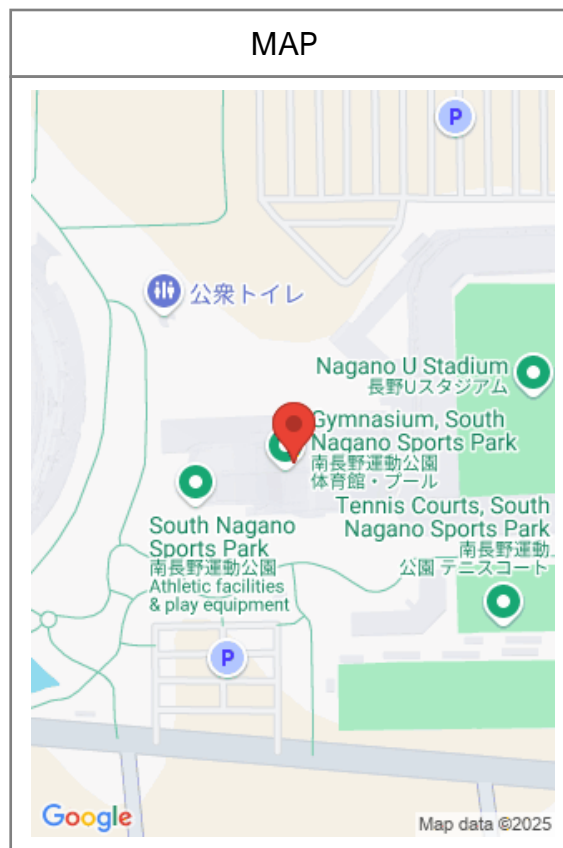 MAP
P
公衆トイレ
Nagano U Stadium
長野Uスタジアム
Gymnasium, South
Nagano Sports Park
南長野運動公園
体育館・プール
Tennis Courts, South
Nagano Sports Park
南長野運動
公園 テニスコート
South Nagano
Sports Park
南長野運動公園
Athletic facilities
& play equipment
P
Google
Map data ©2025